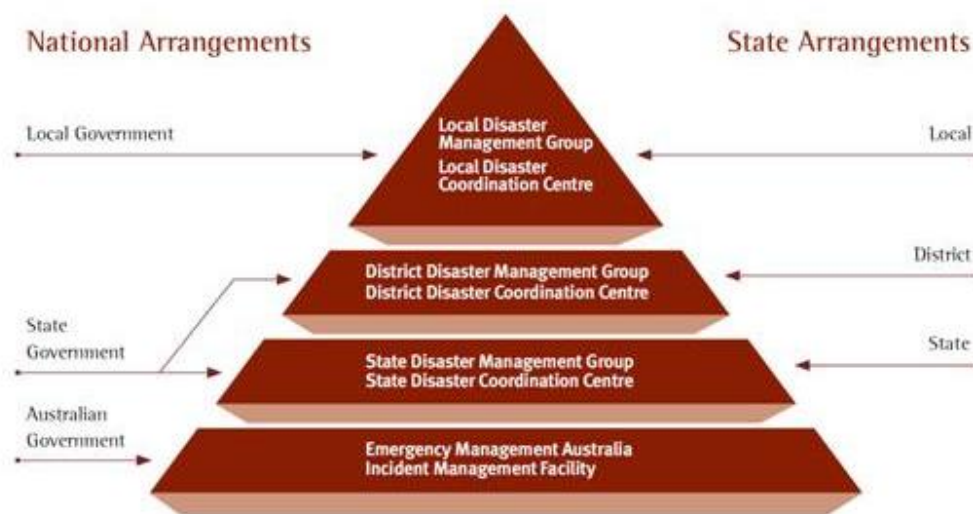 National Arrangements
State Arrangements
Local Government
Local Disaster
Management Group
Local Disaster
Coordination Centre
Local
District Disaster Management Group
District Disaster Coordination Centre
District
State
Government
State Disaster Management Group
State Disaster Coordination Centre
State
Australian
Government
Emergency Management Australia
Incident Management Facility